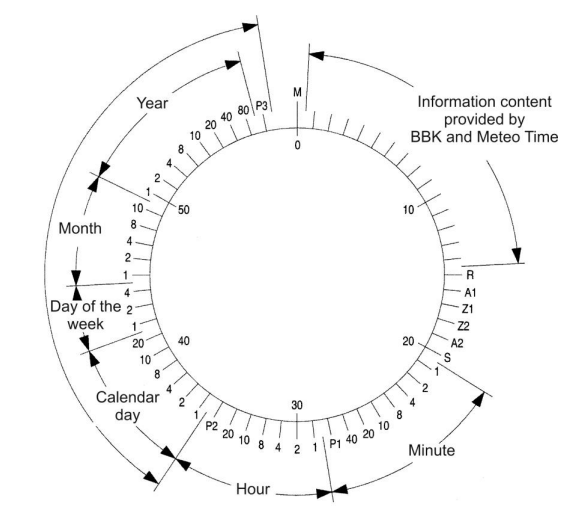 M
0
Information content
provided by
BBK and Meteo Time
10
R
A1
Z1
Z2
A2
20
S
1
2
4
8
10
20
40
P1
Minute
30
1
2
4
8
10
20
P2
Hour
1
2
4
8
10
20
40
Calendar
day
1
2
4
Day of the
week
1
2
4
8
10
Month
50
1
2
4
8
10
20
40
80
P3
Year